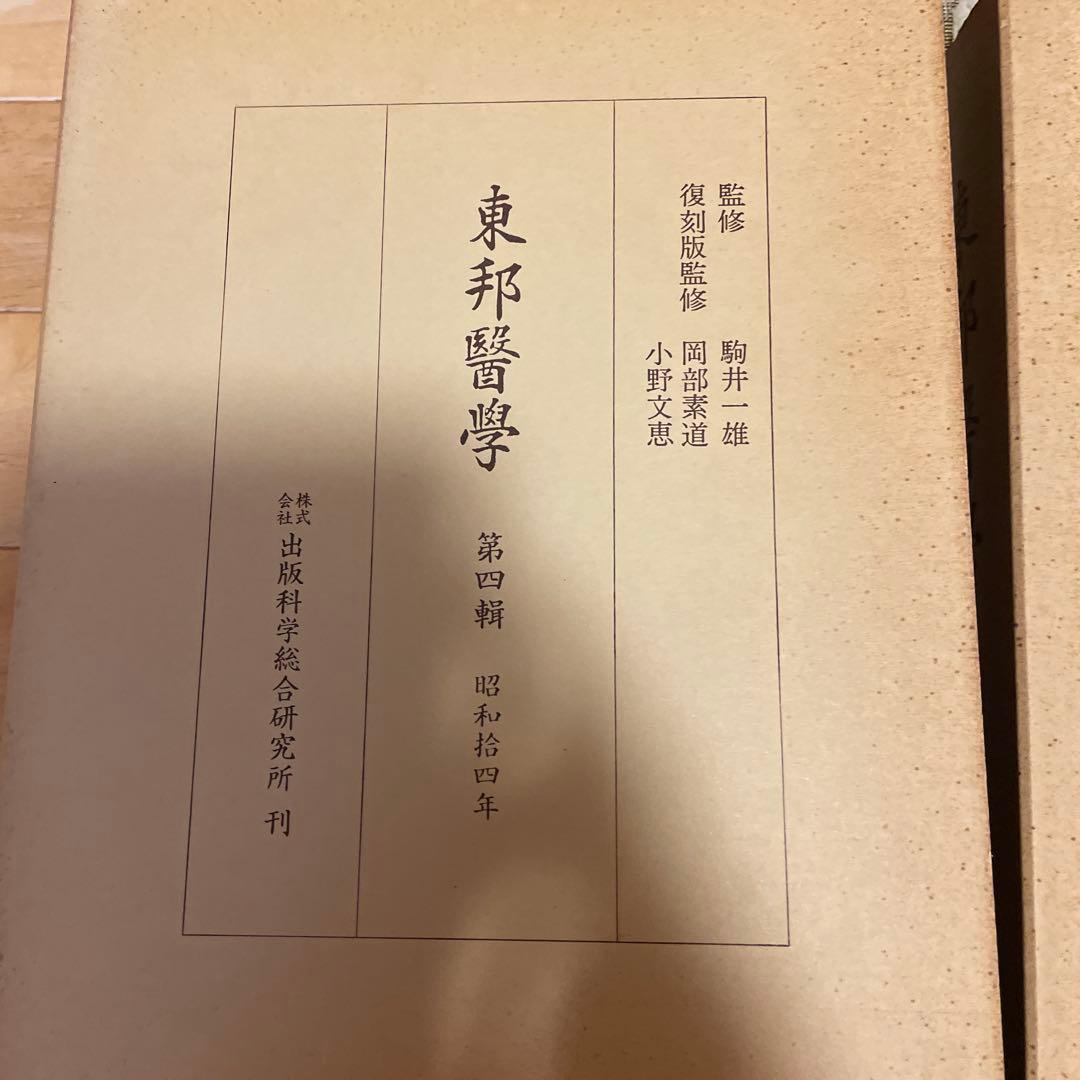 監修 駒井一雄
復刻版監修 岡部素道
小野文恵
東邦醫學 第四輯 昭和拾四年
株式会社 出版科学総合研究所 刊